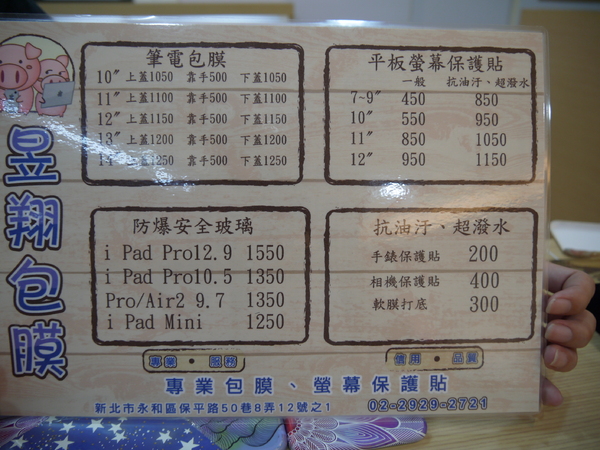 昱翔包膜
筆電包膜
10" 上蓋1050 靠手500 下蓋1050
11" 上蓋1100 靠手500 下蓋1100
12" 上蓋1150 靠手500 下蓋1150
13" 上蓋1200 靠手500 下蓋1200
14" 上蓋1250 靠手500 下蓋1250
平板螢幕保護貼
一般 抗油汙、超潑水
7~9" 450 850
10" 550 950
11" 850 1050
12" 950 1150
防爆安全玻璃
i Pad Pro12.9 1550
i Pad Pro10.5 1350
Pro/Air2 9.7 1350
i Pad Mini 1250
抗油汙、超潑水
手錶保護貼 200
相機保護貼 400
軟膜打底 300
專業 • 服務
信用 • 品質
專業包膜、螢幕保護貼
新北市永和區保平路50巷8弄12號之1 02-2929-2721